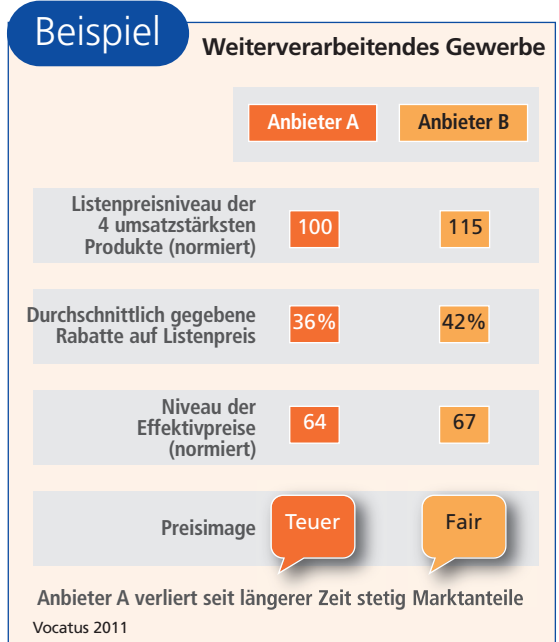 Beispiel
Weiterverarbeitendes Gewerbe
Anbieter A Anbieter B
Listenpreisniveau der
4 umsatzstärksten
Produkte (normiert)
100 115
Durchschnittlich gegebene
Rabatte auf Listenpreis
36% 42%
Niveau der
Effektivpreise
(normiert)
64 67
Preisimage Teuer Fair
Anbieter A verliert seit längerer Zeit stetig Marktanteile
Vocatus 2011